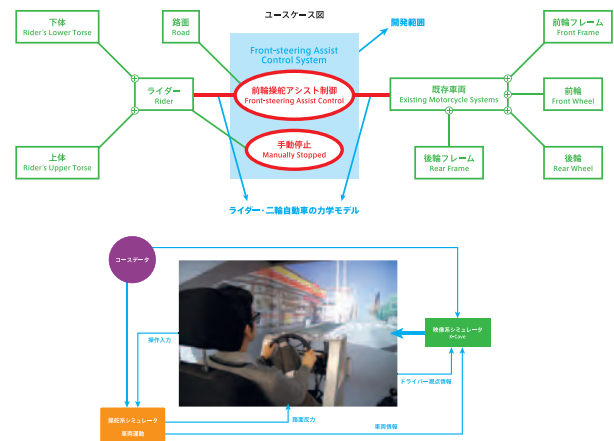 ユースケース図
下体
Rider's Lower Torse
路面
Road
Front-steering Assist
Control System
開発範囲
前輪フレーム
Front Frame
ライダー
Rider
前輪操舵アシスト制御
Front-steering Assist Control
既存車両
Existing Motorcycle Systems
前輪
Front Wheel
手動停止
Manually Stopped
上体
Rider's Upper Torse
後輪フレーム
Rear Frame
後輪
Rear Wheel
ライダー・二輪自動車の力学モデル
コースデータ
操作入力
映像系シミュレータ
ドライバー視点情報
操舵系シミュレータ
車両運動
路面反力
車両情報